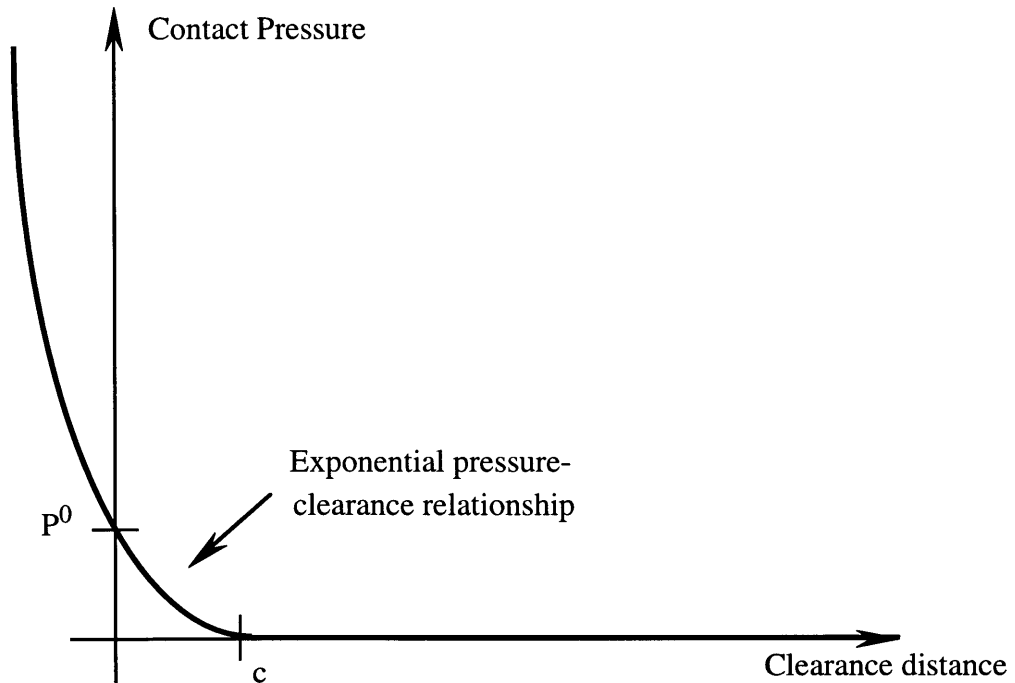 Contact Pressure
Exponential pressure-
clearance relationship
P⁰
c
Clearance distance